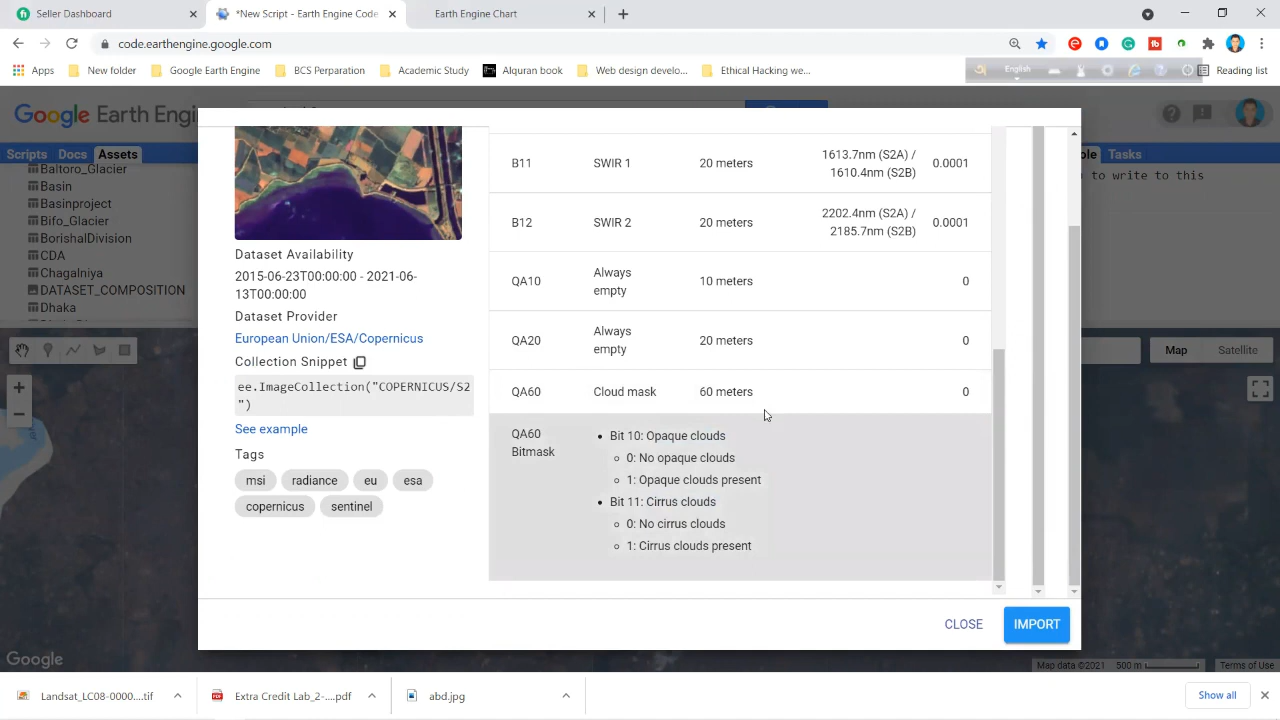 Seller Dashboard
*New Script - Earth Engine Code
Earth Engine Chart
code.earthengine.google.com
Apps
New folder
Google Earth Engine
BCS Perparation
Academic Study
Alquran book
Web design develo...
Ethical Hacking we...
English
Reading list
Google Earth Engi
Scripts
Docs
Assets
Tasks
to write to this
Baltoro_Glacier
Basin
Basinproject
Bifo_Glacier
BorishalDivision
CDA
Chagalniya
DATASET_COMPOSITION
Dhaka
B11
SWIR 1
20 meters
1613.7nm (S2A) /
1610.4nm (S2B)
0.0001
B12
SWIR 2
20 meters
2202.4nm (S2A) /
2185.7nm (S2B)
0.0001
QA10
Always
empty
10 meters
0
QA20
Always
empty
20 meters
0
QA60
Cloud mask
60 meters
0
QA60
Bitmask
Bit 10: Opaque clouds
0: No opaque clouds
1: Opaque clouds present
Bit 11: Cirrus clouds
0: No cirrus clouds
1: Cirrus clouds present
Dataset Availability
2015-06-23T00:00:00 - 2021-06-
13T00:00:00
Dataset Provider
European Union/ESA/Copernicus
Collection Snippet
ee.ImageCollection("COPERNICUS/S2
")
See example
Tags
msi
radiance
eu
esa
copernicus
sentinel
CLOSE
IMPORT
Map
Satellite
Google
Map data ©2021
500 m
Terms of Use
Landsat_LC08-0000....tif
Extra Credit Lab_2-....pdf
abd.jpg
Show all